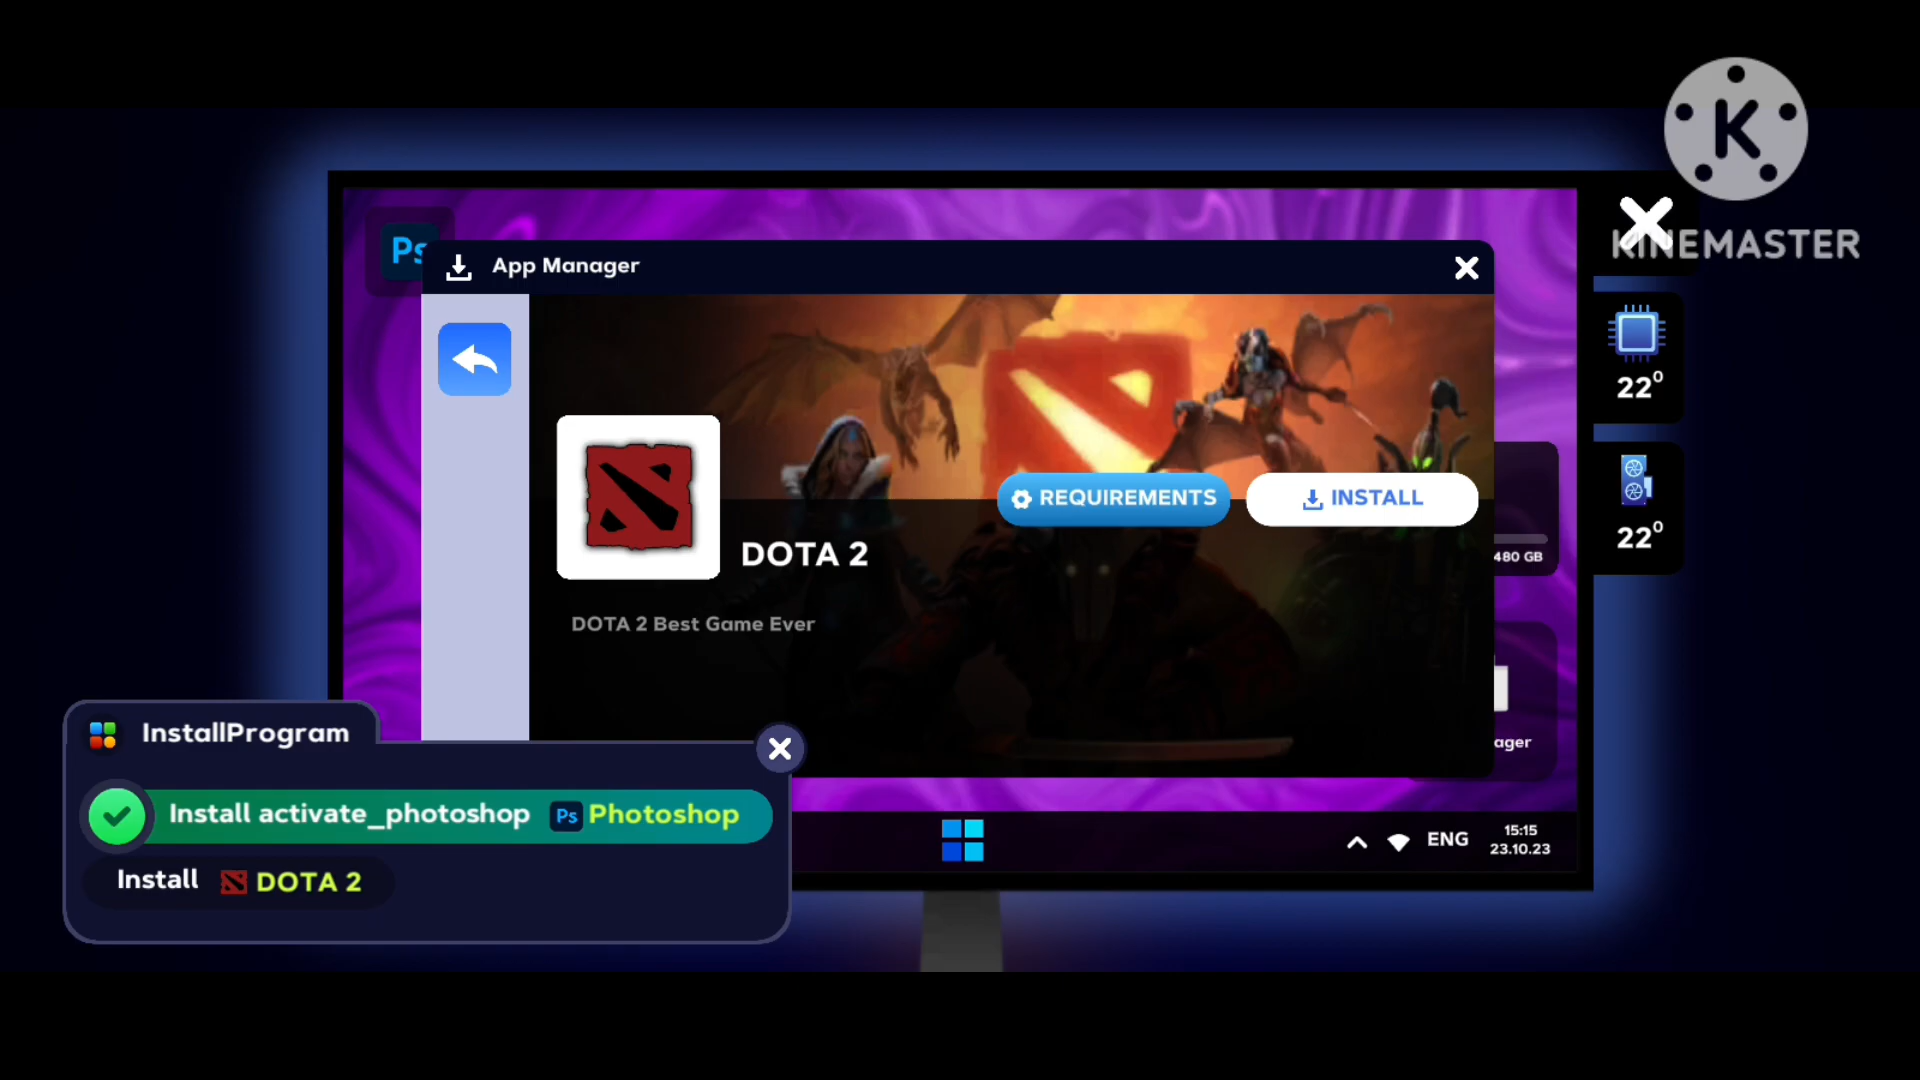 K
KINEMASTER
Ps
App Manager
22°
REQUIREMENTS
INSTALL
22°
DOTA 2
480 GB
DOTA 2 Best Game Ever
InstallProgram
ager
Install activate_photoshop Ps Photoshop
Install DOTA 2
ENG
15:15
23.10.23